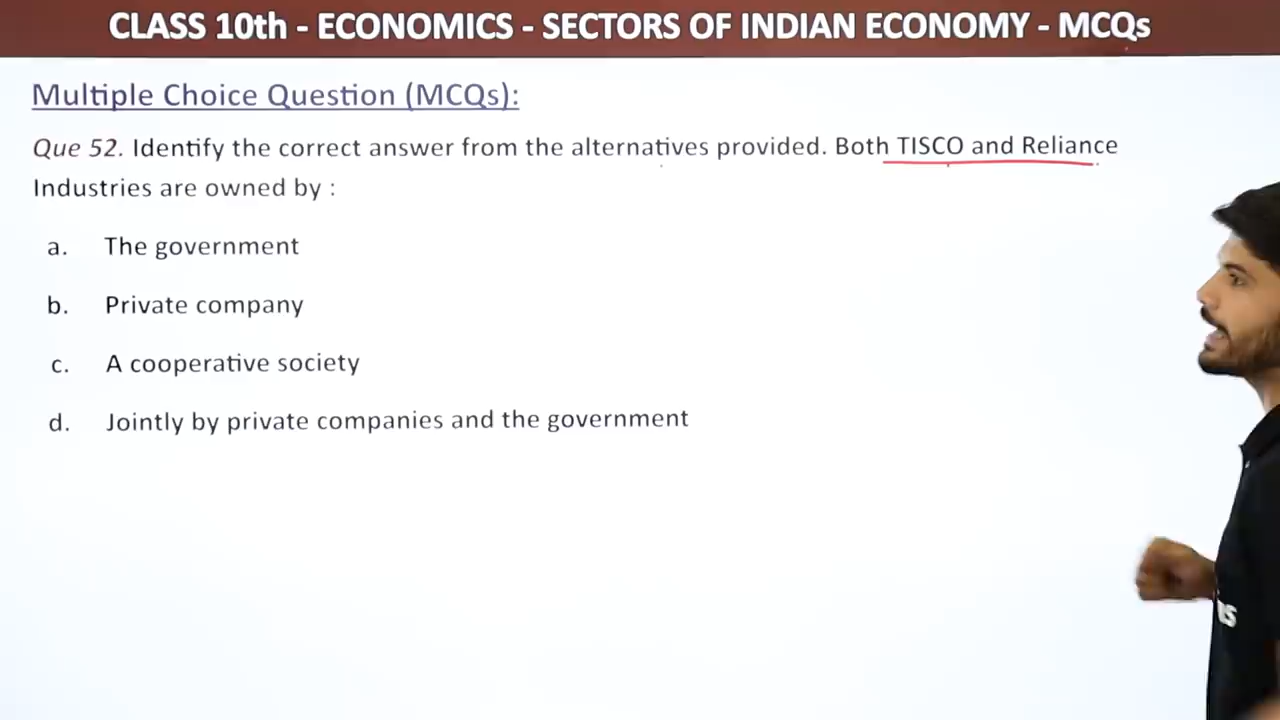 CLASS 10th - ECONOMICS - SECTORS OF INDIAN ECONOMY - MCQs
Multiple Choice Question (MCQs):
Que 52. Identify the correct answer from the alternatives provided. Both TISCO and Reliance
Industries are owned by :
a. The government
b. Private company
c. A cooperative society
d. Jointly by private companies and the government